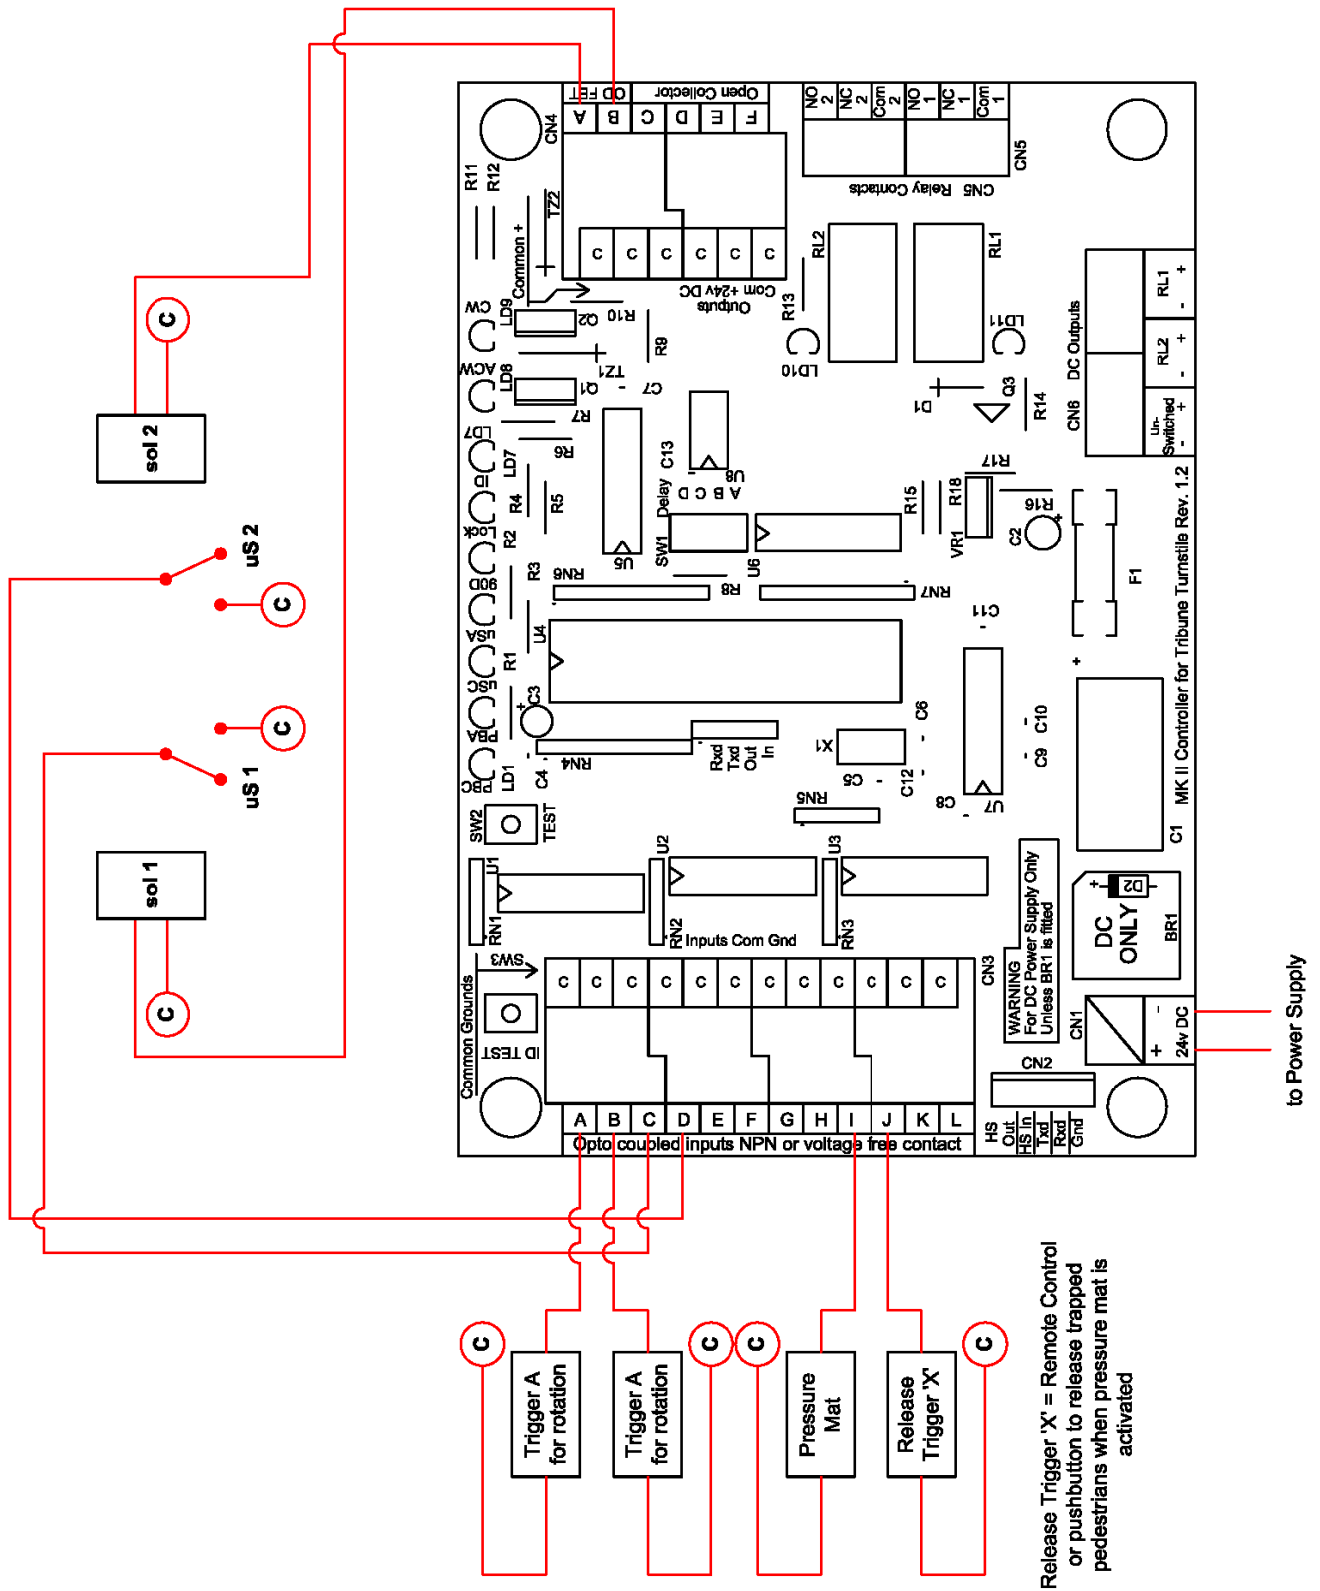 sol 2
C
uS 2
C
C
uS 1
sol 1
C
R11
R12
CN4
OD FET
Open Collector
A
B
C
D
E
F
NO 2
NC 2
Com 2
NO 1
NC 1
Com 1
CN5
CN5 Relay Contacts
Common +
TZ2
C
C
C
C
C
C
Com +24v DC
Outputs
RL2
RL1
R13
LD10
LD11
CW
LD9
Q2
R10
TZ1
R9
ACW
LD8
Q1
C7
R7
R6
LD7
LD7
ID
R4
R5
C13
U8
D1
Q3
R14
CN6
DC Outputs
RL1
- +
RL2
- +
Un-
Switched
- +
Lock
R2
90D
R3
U5
SW1
Delay
A B C D
U6
R15
R18
R17
VR1
R16
C2
+
F1
RN6
R8
RN7
uSA
R1
U4
C11
uSC
C3
+
PBA
PBC
LD1
C4
RN4
Rxd
Txd
Out
In
X1
C6
C5
C12
C10
C9
C8
U7
+
C1
MK II Controller for Tribune Turnstile Rev. 1.2
SW2
TEST
RN5
U1
RN1
U2
RN2
U3
RN3
Inputs Com Gnd
WARNING
For DC Power Supply Only
Unless BR1 is fitted
+ D2 -
DC
ONLY
BR1
SW3
Common Grounds
ID TEST
C
C
C
C
C
C
C
C
C
C
C
C
CN3
CN1
+ -
24v DC
CN2
HS
Out
HS In
Txd
Rxd
Gnd
A
B
C
D
E
F
G
H
I
J
K
L
Opto coupled inputs NPN or voltage free contact
to Power Supply
C
Trigger A
for rotation
C
Trigger A
for rotation
C
Pressure
Mat
C
Release
Trigger 'X'
Release Trigger 'X' = Remote Control
or pushbutton to release trapped
pedestrians when pressure mat is
activated